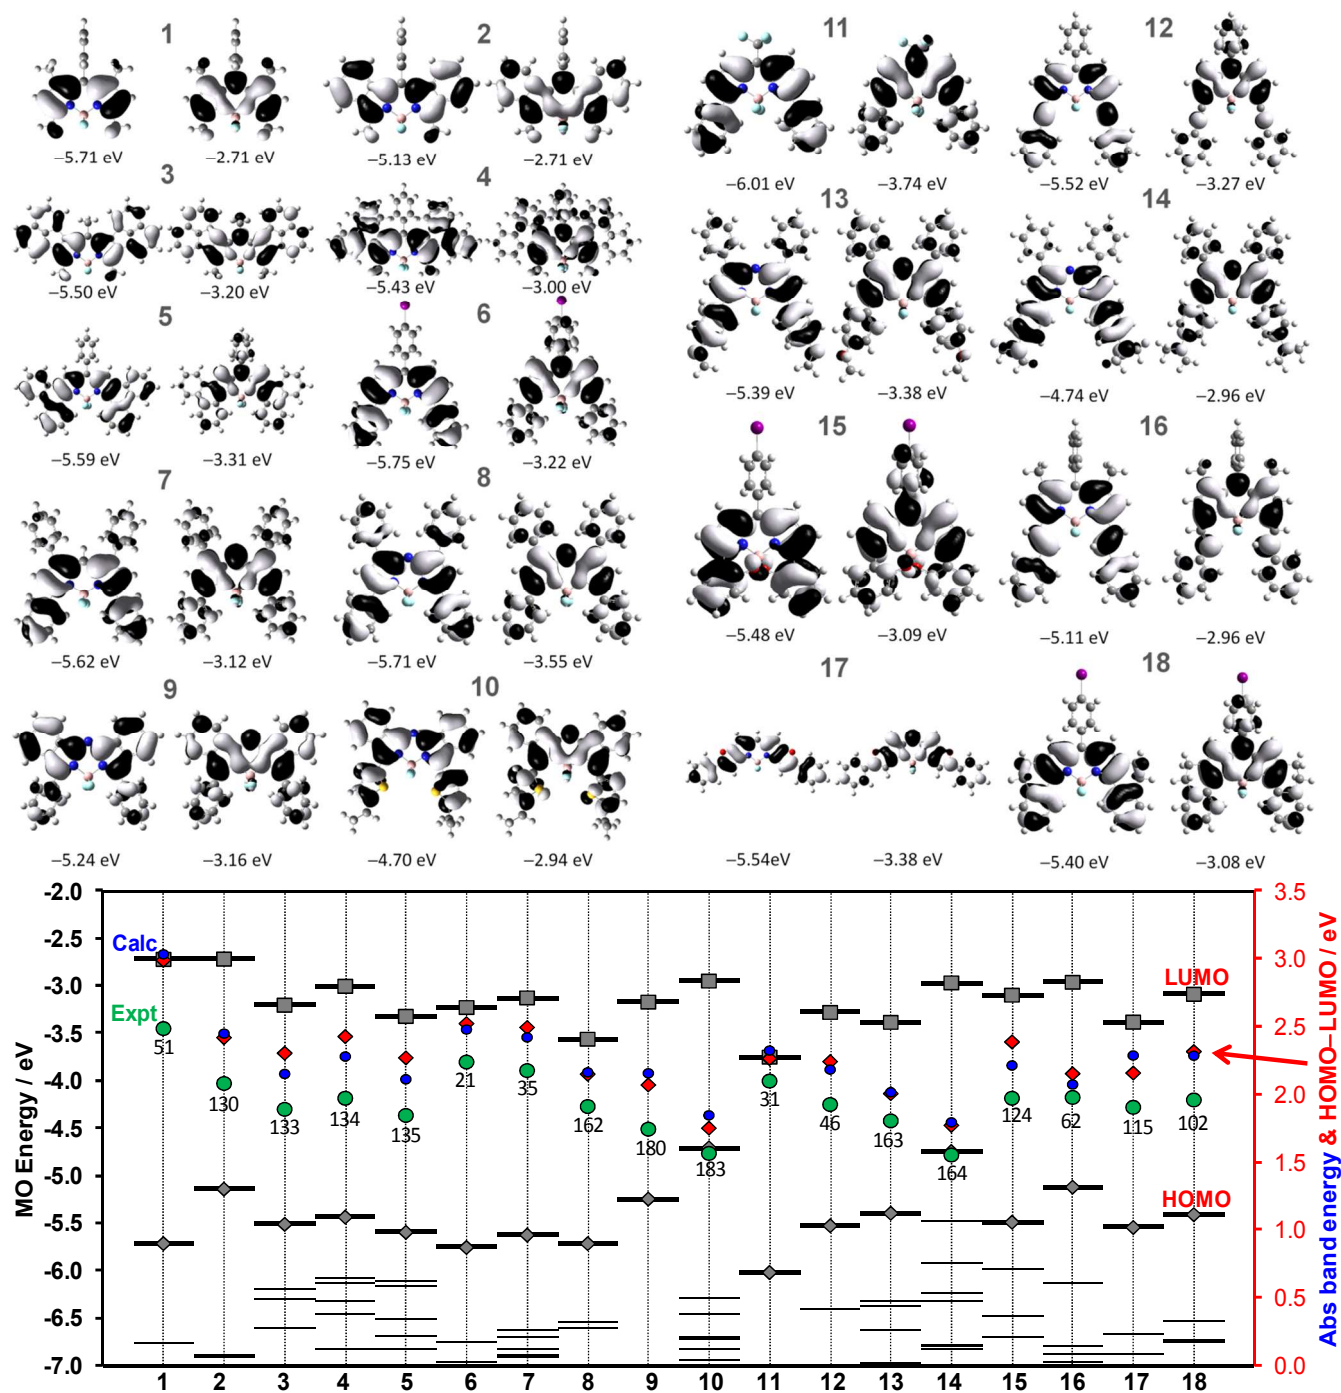 1 2 11 12
−5.71 eV −2.71 eV −5.13 eV −2.71 eV −6.01 eV −3.74 eV −5.52 eV −3.27 eV
3 4 13 14
−5.50 eV −3.20 eV −5.43 eV −3.00 eV −5.39 eV −3.38 eV −4.74 eV −2.96 eV
5 6 15 16
−5.59 eV −3.31 eV −5.75 eV −3.22 eV −5.48 eV −3.09 eV −5.11 eV −2.96 eV
7 8 17 18
−5.62 eV −3.12 eV −5.71 eV −3.55 eV
9 10
−5.24 eV −3.16 eV −4.70 eV −2.94 eV −5.54eV −3.38 eV −5.40 eV −3.08 eV
MO Energy / eV
-2.0
-2.5
-3.0
-3.5
-4.0
-4.5
-5.0
-5.5
-6.0
-6.5
-7.0
Calc
Expt
LUMO
HOMO
51 130 133 134 135 21 35 162 180 183 31 46 163 164 124 62 115 102
3.5
3.0
2.5
2.0
1.5
1.0
0.5
0.0
Abs band energy & HOMO–LUMO / eV
1 2 3 4 5 6 7 8 9 10 11 12 13 14 15 16 17 18